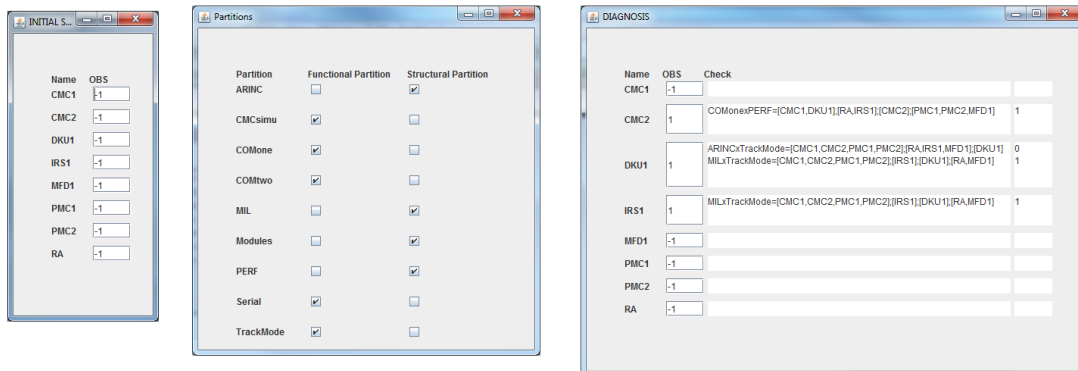 INITIAL S...
Name OBS
CMC1 -1
CMC2 -1
DKU1 -1
IRS1 -1
MFD1 -1
PMC1 -1
PMC2 -1
RA -1
Partitions
Partition Functional Partition Structural Partition
ARINC
CMCsimu
COMone
COMtwo
MIL
Modules
PERF
Serial
TrackMode
DIAGNOSIS
Name OBS Check
CMC1 -1
CMC2 1 COMonexPERF=[CMC1,DKU1];[RA,IRS1];[CMC2];[PMC1,PMC2,MFD1] 1
ARINCxTrackMode=[CMC1,CMC2,PMC1,PMC2];[RA,IRS1,MFD1];[DKU1] 0
DKU1 1 MILxTrackMode=[CMC1,CMC2,PMC1,PMC2];[IRS1];[DKU1];[RA,MFD1] 1
IRS1 1 MILxTrackMode=[CMC1,CMC2,PMC1,PMC2];[IRS1];[DKU1];[RA,MFD1] 1
MFD1 -1
PMC1 -1
PMC2 -1
RA -1